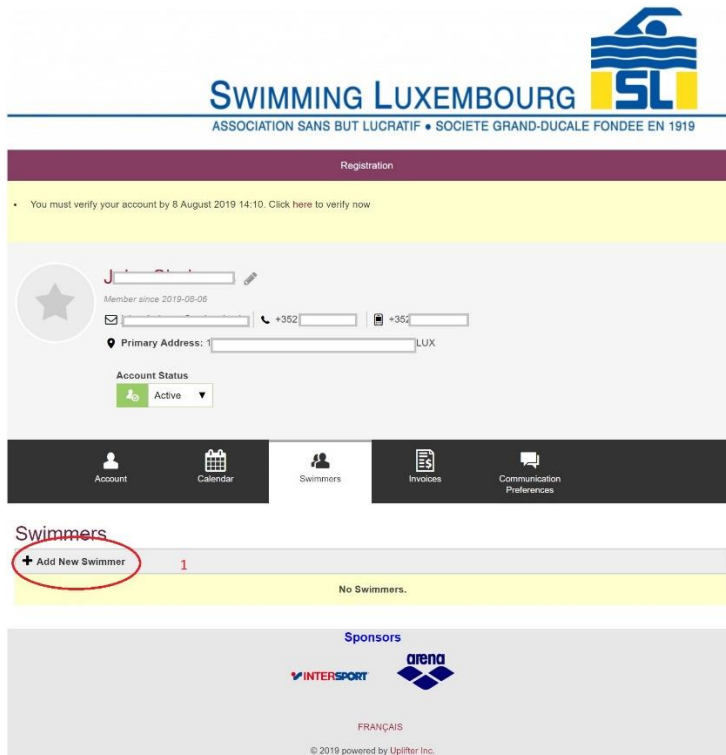 SWIMMING LUXEMBOURG
SL
ASSOCIATION SANS BUT LUCRATIF • SOCIETE GRAND-DUCALE FONDEE EN 1919
Registration
• You must verify your account by 8 August 2019 14:10. Click here to verify now
J
Member since 2019-08-06
+352 +352
Primary Address: 1 LUX
Account Status
Active ▼
Account Calendar Swimmers Invoices Communication
Preferences
Swimmers
+ Add New Swimmer 1
No Swimmers.
Sponsors
INTERSPORT arena
FRANÇAIS
© 2019 powered by Uplifter Inc.